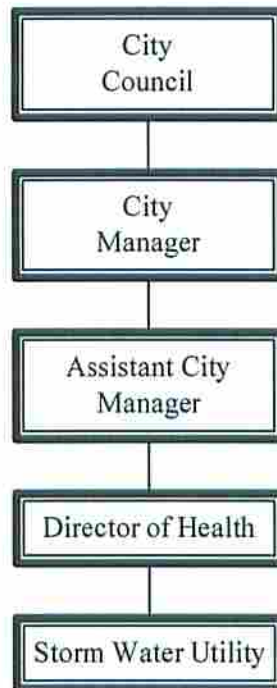 City
Council
City
Manager
Assistant City
Manager
Director of Health
Storm Water Utility